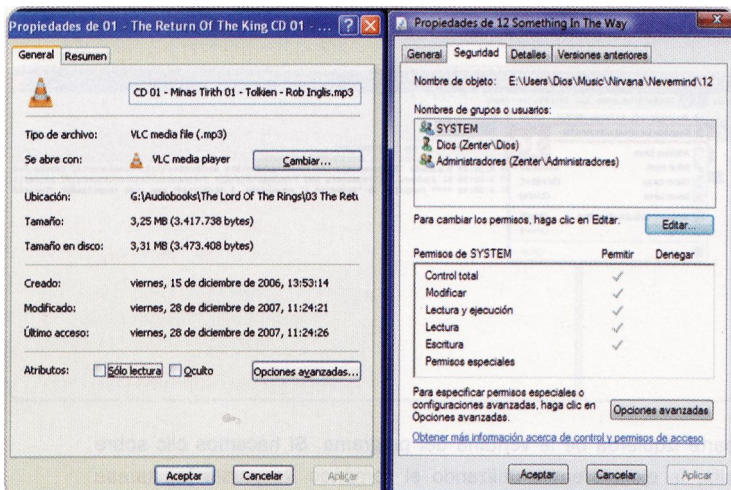 Propiedades de 01 - The Return Of The King CD 01 - ...
General Resumen
CD 01 - Minas Tirith 01 - Tolkien - Rob Inglis.mp3
Tipo de archivo: VLC media file (.mp3)
Se abre con: VLC media player Cambiar...
Ubicación: G:\Audiobooks\The Lord Of The Rings\03 The Retu
Tamaño: 3,25 MB (3.417.738 bytes)
Tamaño en disco: 3,31 MB (3.473.408 bytes)
Creado: viernes, 15 de diciembre de 2006, 13:53:14
Modificado: viernes, 28 de diciembre de 2007, 11:24:21
Último acceso: viernes, 28 de diciembre de 2007, 11:24:26
Atributos: Sólo lectura Oculto Opciones avanzadas...
Aceptar Cancelar Aplicar
Propiedades de 12 Something In The Way
General Seguridad Detalles Versiones anteriores
Nombre de objeto: E:\Users\Dios\Music\Nirvana\Nevermind\12
Nombres de grupos o usuarios:
SYSTEM
Dios (Zenter\Dios)
Administradores (Zenter\Administradores)
Para cambiar los permisos, haga clic en Editar. Editar...
Permisos de SYSTEM Permitir Denegar
Control total
Modificar
Lectura y ejecución
Lectura
Escritura
Permisos especiales
Para especificar permisos especiales o
configuraciones avanzadas, haga clic en
Opciones avanzadas. Opciones avanzadas
Obtener más información acerca de control y permisos de acceso
Aceptar Cancelar Aplicar